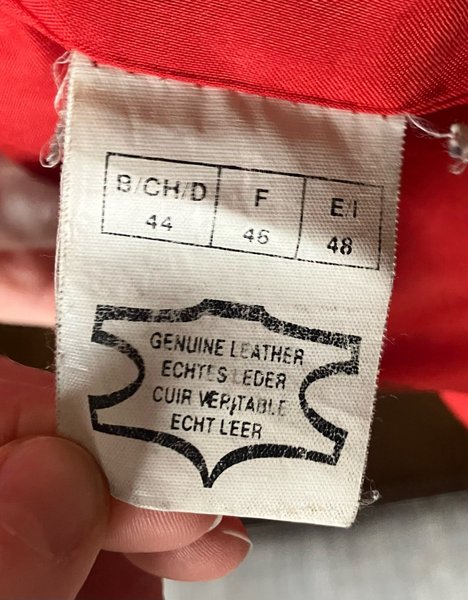 B/CH/D F E/I
44 46 48
GENUINE LEATHER
ECHTES LEDER
CUIR VERITABLE
ECHT LEER